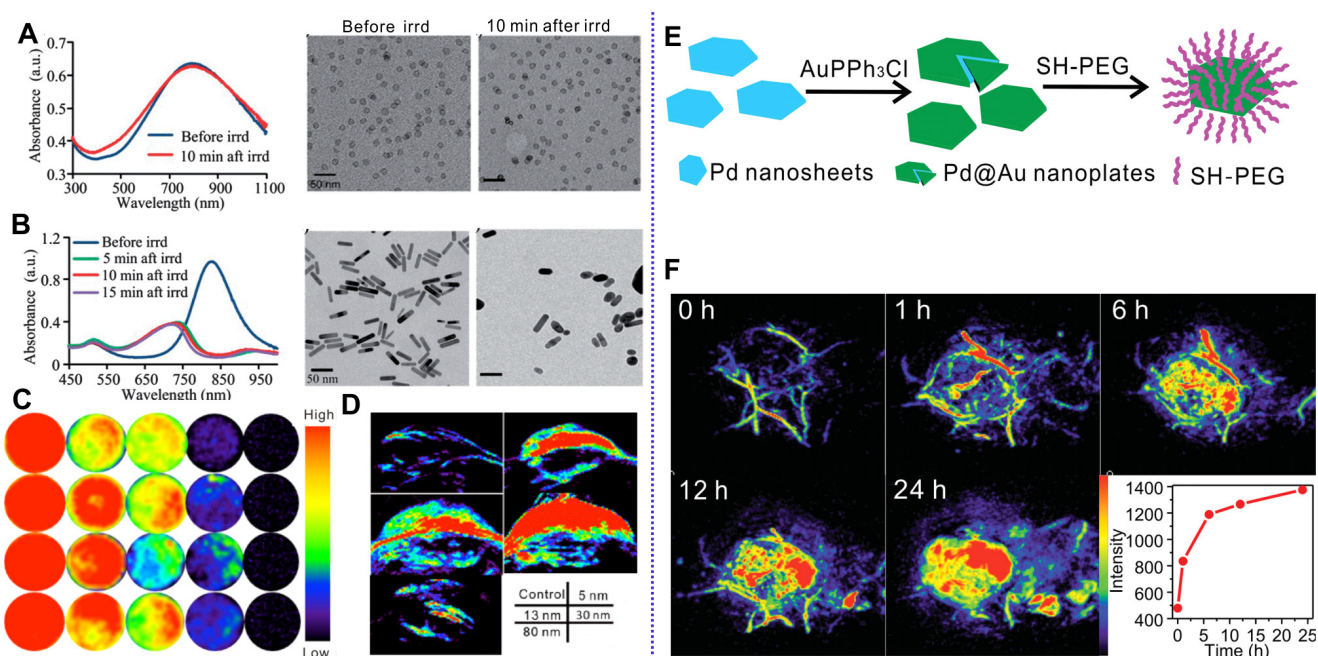 A
0.7
0.6
0.5
0.4
0.3
Absorbance (a.u.)
Before irrd
10 min aft irrd
300 500 700 900 1100
Wavelength (nm)
Before irrd
10 min after irrd
50 nm
B
1.2
0.8
0.4
0
Absorbance (a.u.)
Before irrd
5 min aft irrd
10 min aft irrd
15 min aft irrd
450 550 650 750 850 950
Wavelength (nm)
50 nm
C
High
Low
D
Control 5 nm
13 nm 30 nm
80 nm
E
AuPPh₃Cl
SH-PEG
Pd nanosheets
Pd@Au nanoplates
SH-PEG
F
0 h
1 h
6 h
12 h
24 h
1400
1200
1000
800
600
400
Intensity
0 5 10 15 20 25
Time (h)